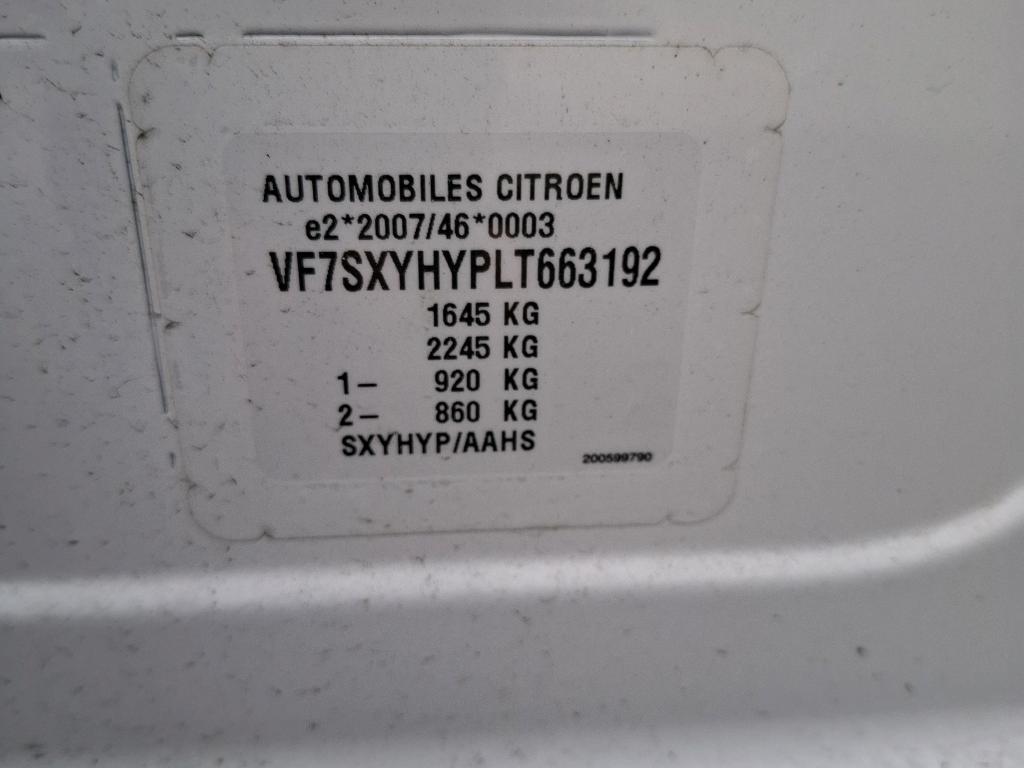 AUTOMOBILES CITROEN
e2*2007/46*0003
VF7SXYHYPLT663192
1645 KG
2245 KG
1– 920 KG
2– 860 KG
SXYHYP/AAHS
200599790